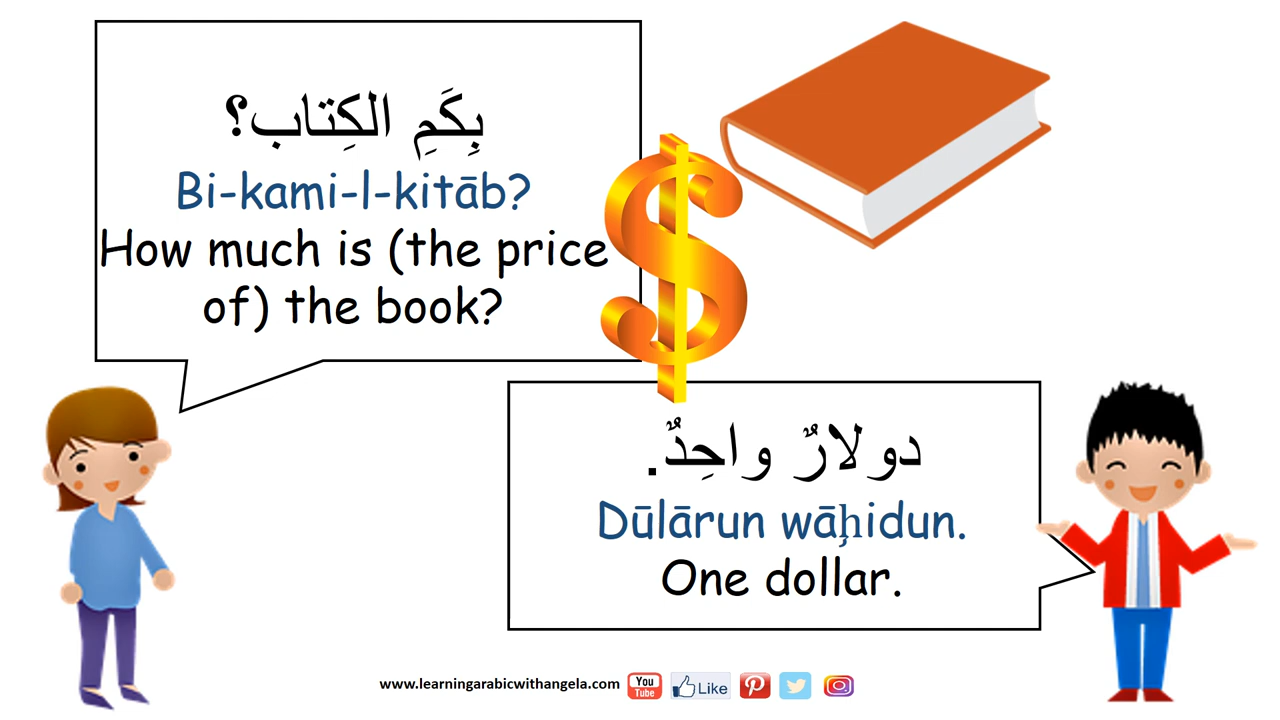 بِكَمِ الكِتاب؟
Bi-kami-l-kitāb?
How much is (the price
of) the book?
دولارٌ واحِدٌ.
Dūlārun wāḩidun.
One dollar.
www.learningarabicwithangela.com
You
Tube
Like